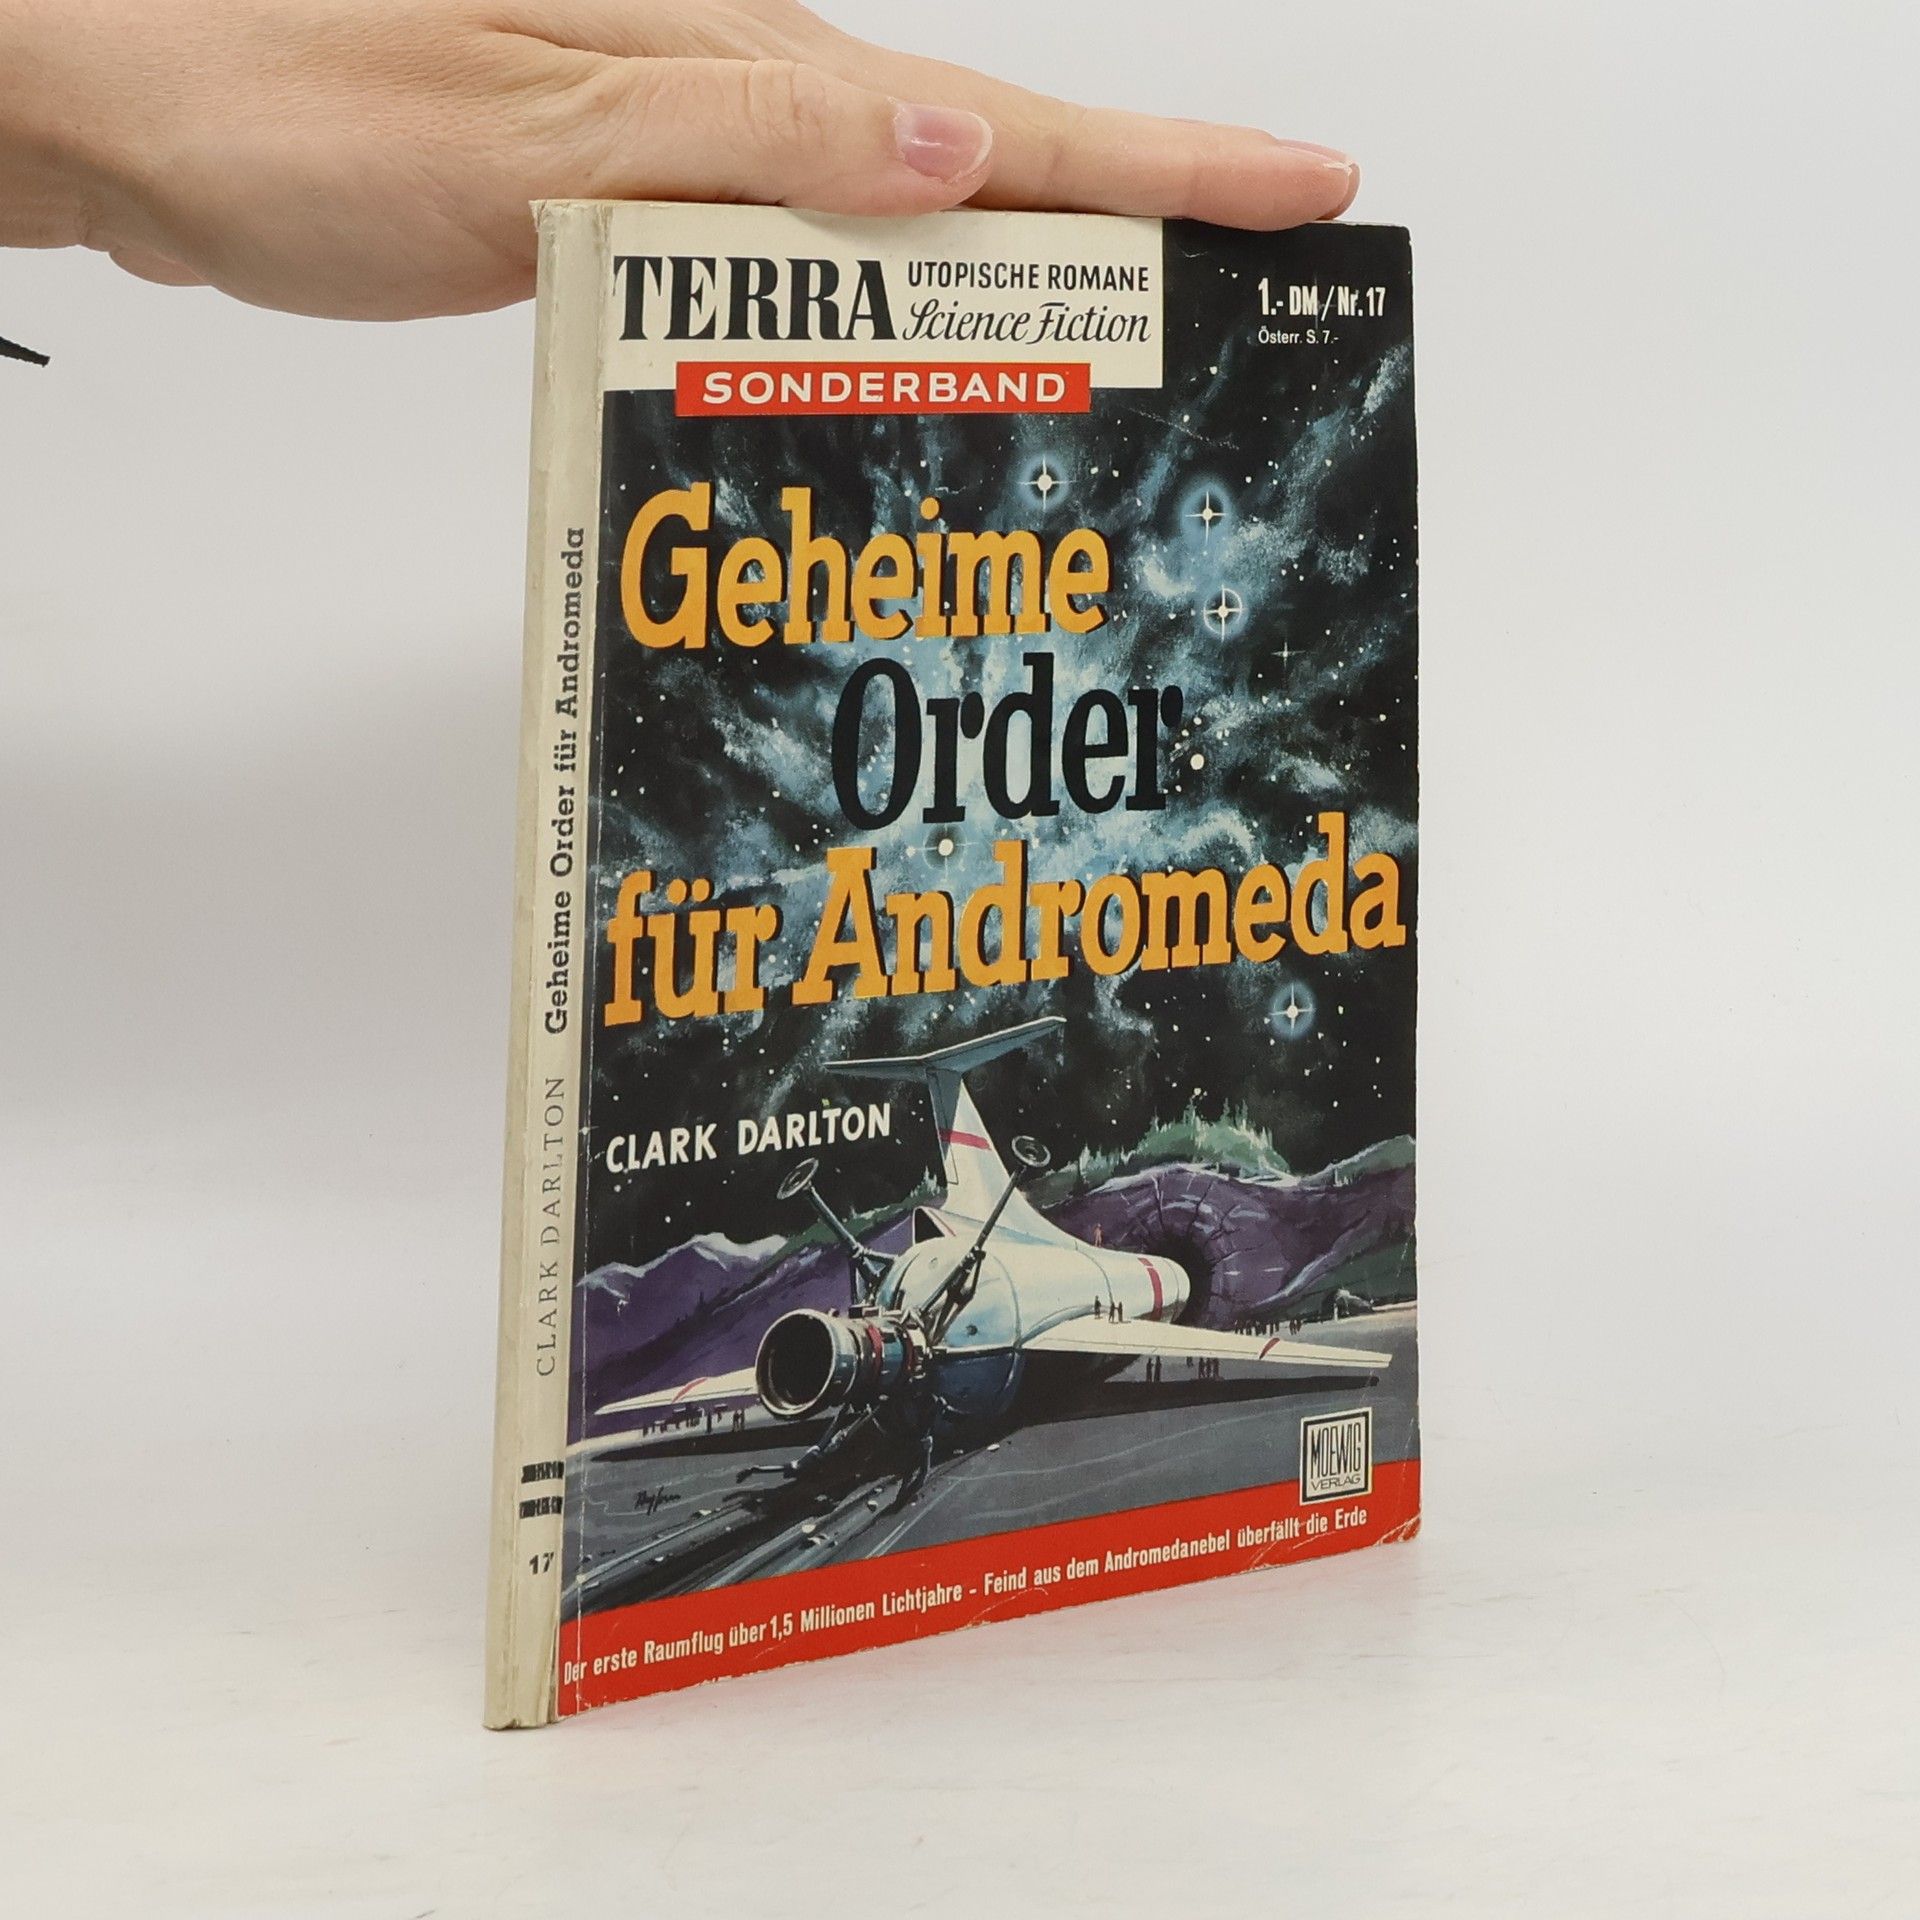 TERRA UTOPISCHE ROMANE
Science Fiction
SONDERBAND
1.- DM / Nr. 17
Österr. S. 7.-
Geheime
Order
für Andromeda
CLARK DARLTON
MOEWIG
VERLAG
Der erste Raumflug über 1,5 Millionen Lichtjahre - Feind aus dem Andromedanebel überfällt die Erde
CLARK DARLTON Geheime Order für Andromeda
17